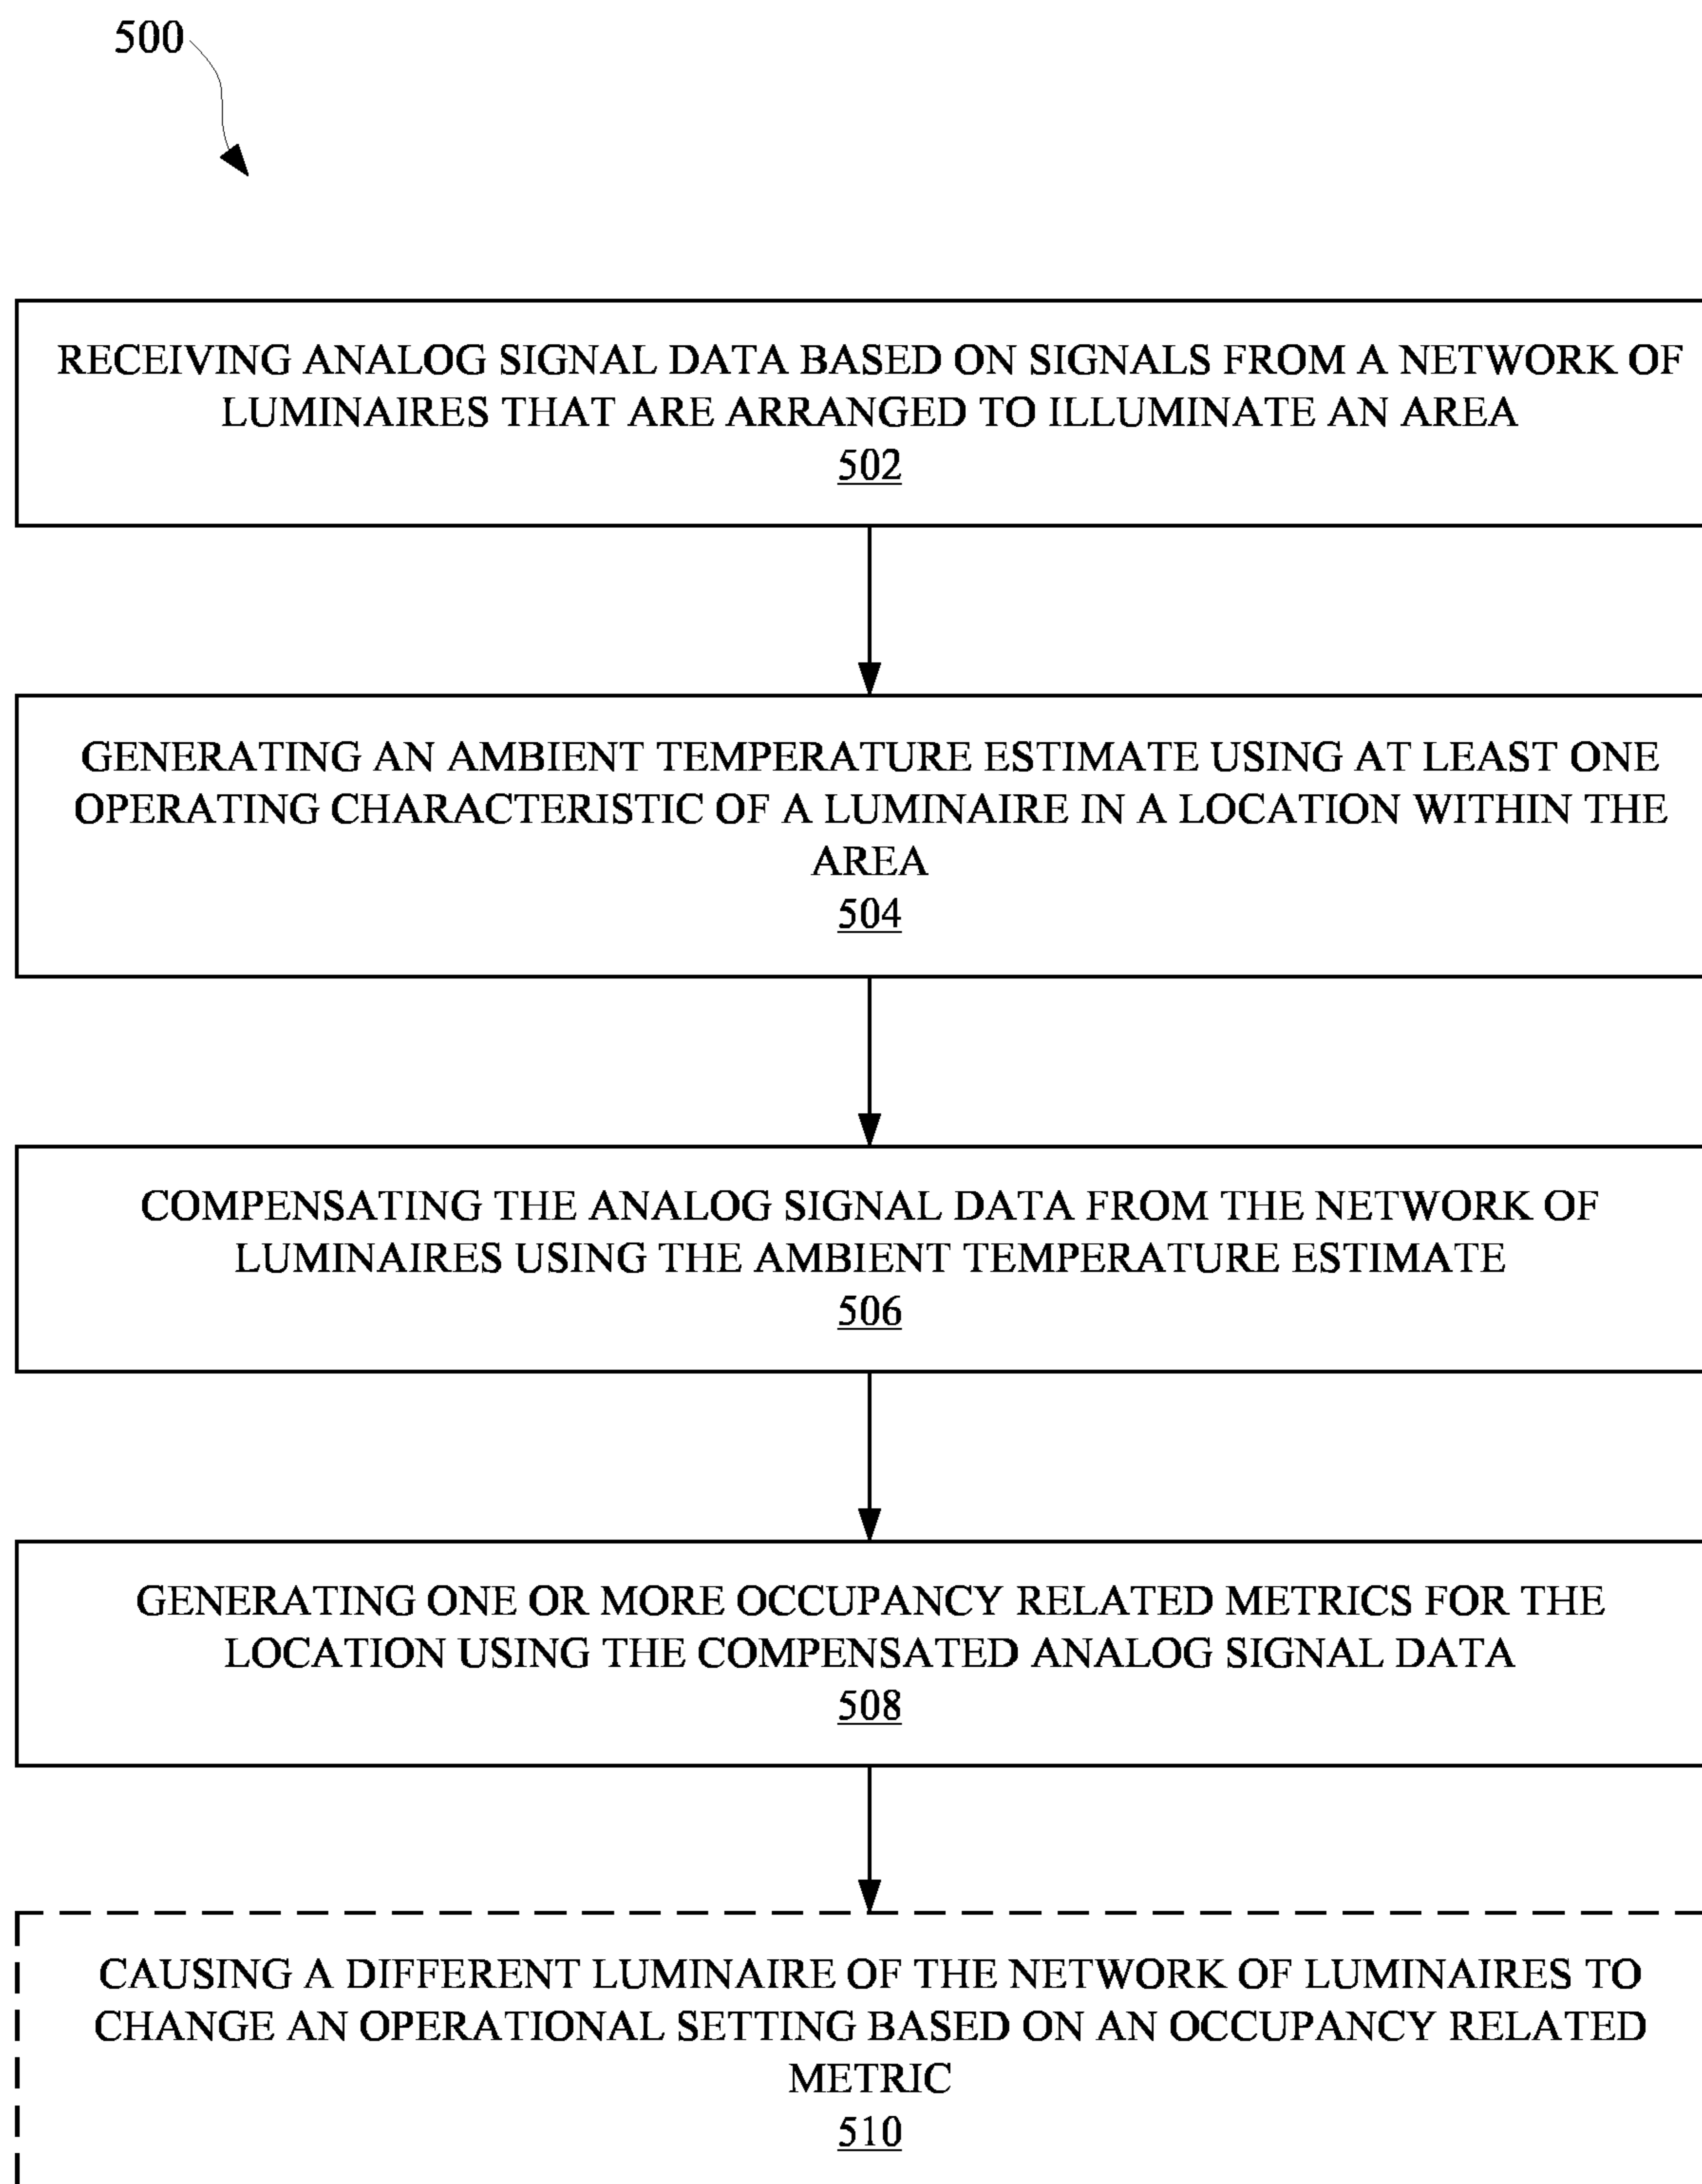 500
RECEIVING ANALOG SIGNAL DATA BASED ON SIGNALS FROM A NETWORK OF
LUMINAIRES THAT ARE ARRANGED TO ILLUMINATE AN AREA
502
GENERATING AN AMBIENT TEMPERATURE ESTIMATE USING AT LEAST ONE
OPERATING CHARACTERISTIC OF A LUMINAIRE IN A LOCATION WITHIN THE
AREA
504
COMPENSATING THE ANALOG SIGNAL DATA FROM THE NETWORK OF
LUMINAIRES USING THE AMBIENT TEMPERATURE ESTIMATE
506
GENERATING ONE OR MORE OCCUPANCY RELATED METRICS FOR THE
LOCATION USING THE COMPENSATED ANALOG SIGNAL DATA
508
CAUSING A DIFFERENT LUMINAIRE OF THE NETWORK OF LUMINAIRES TO
CHANGE AN OPERATIONAL SETTING BASED ON AN OCCUPANCY RELATED
METRIC
510